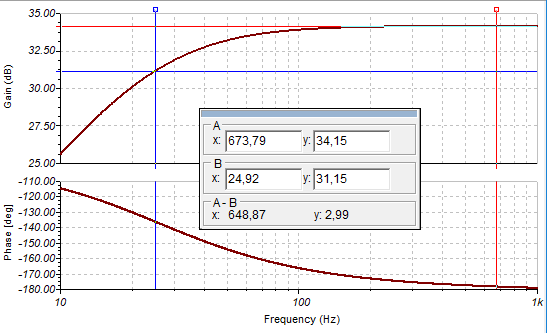 35.00
32.50
30.00
27.50
25.00
Gain (dB)
A
x: 673,79 y: 34,15
B
x: 24,92 y: 31,15
A - B
x: 648,87 y: 2,99
-110.00
-120.00
-130.00
-140.00
-150.00
-160.00
-170.00
-180.00
Phase [deg]
10 100 1k
Frequency (Hz)